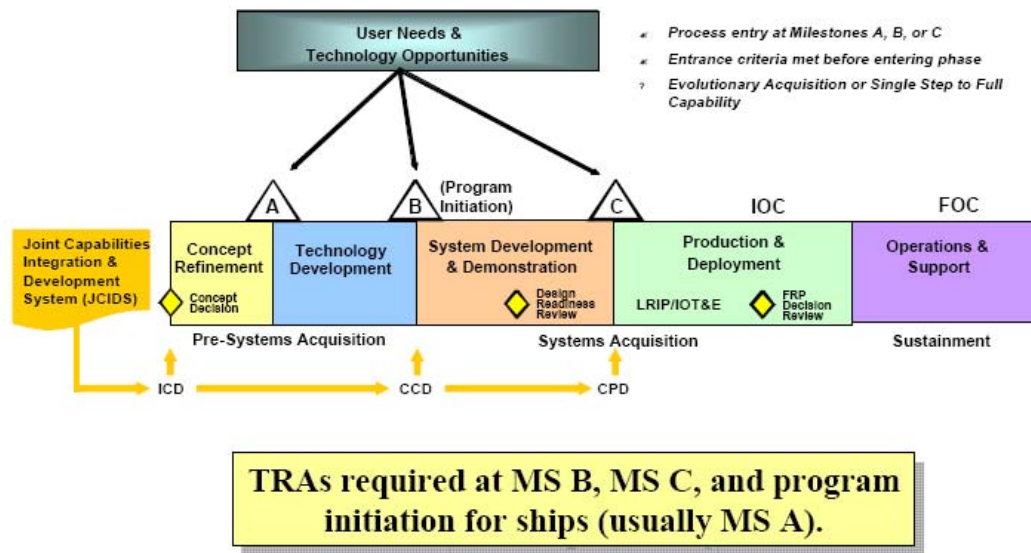 User Needs &
Technology Opportunities
Process entry at Milestones A, B, or C
Entrance criteria met before entering phase
? Evolutionary Acquisition or Single Step to Full
Capability
A
B
(Program
Initiation)
C
IOC
FOC
Joint Capabilities
Integration &
Development
System (JCIDS)
Concept
Refinement
Technology
Development
System Development
& Demonstration
Production &
Deployment
Operations &
Support
Concept
Decision
Design
Readiness
Review
LRIP/IOT&E
FRP
Decision
Review
Pre-Systems Acquisition
Systems Acquisition
Sustainment
ICD
CCD
CPD
TRAs required at MS B, MS C, and program
initiation for ships (usually MS A).